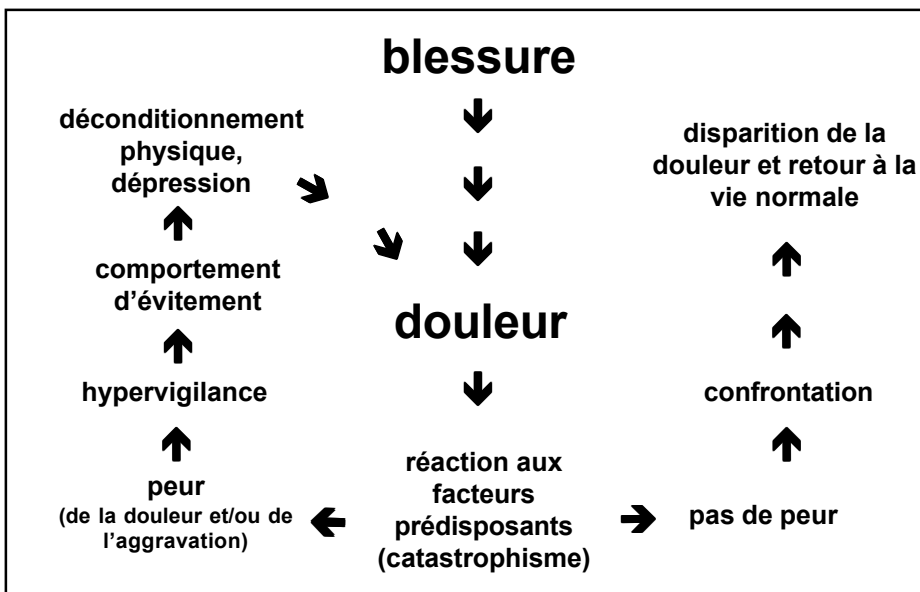 blessure
déconditionnement
physique,
dépression
disparition de la
douleur et retour à la
vie normale
comportement
d'évitement
douleur
hypervigilance
confrontation
peur
(de la douleur et/ou de
l'aggravation)
réaction aux
facteurs
prédisposants
(catastrophisme)
pas de peur